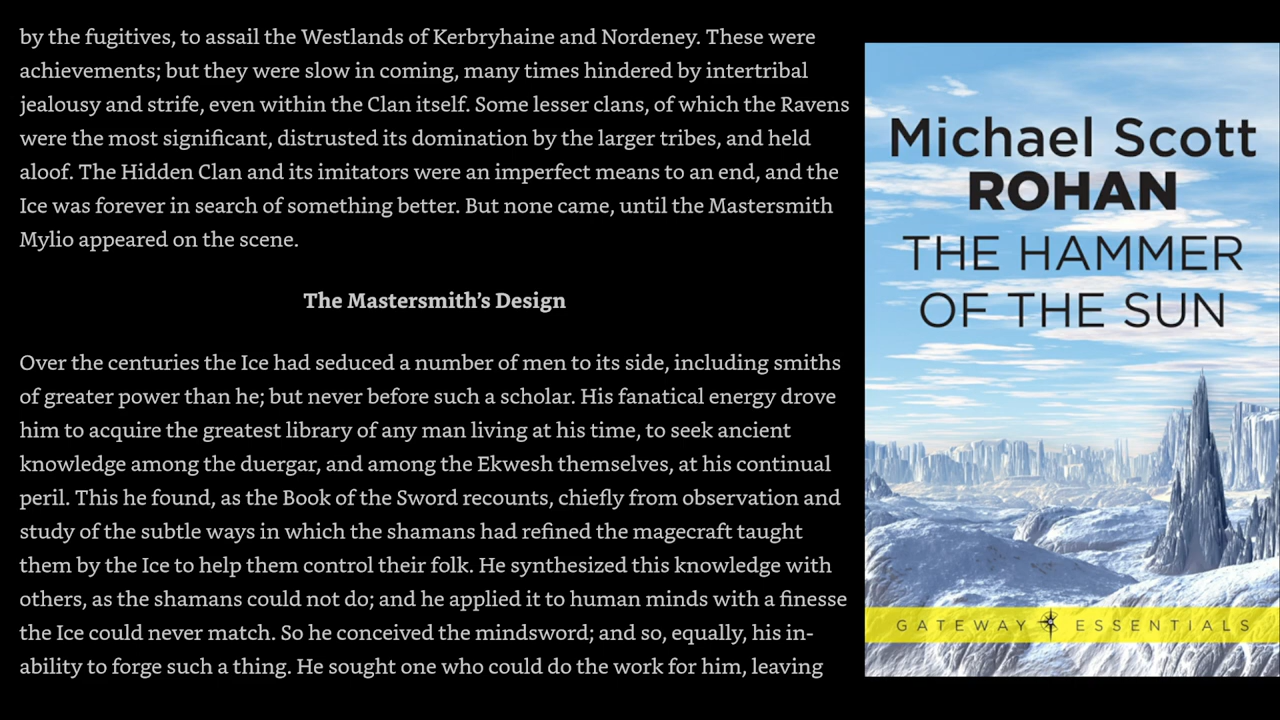 by the fugitives, to assail the Westlands of Kerbryhaine and Nordeney. These were
achievements; but they were slow in coming, many times hindered by intertribal
jealousy and strife, even within the Clan itself. Some lesser clans, of which the Ravens
were the most significant, distrusted its domination by the larger tribes, and held
aloof. The Hidden Clan and its imitators were an imperfect means to an end, and the
Ice was forever in search of something better. But none came, until the Mastersmith
Mylio appeared on the scene.
The Mastersmith’s Design
Over the centuries the Ice had seduced a number of men to its side, including smiths
of greater power than he; but never before such a scholar. His fanatical energy drove
him to acquire the greatest library of any man living at his time, to seek ancient
knowledge among the duergar, and among the Ekwesh themselves, at his continual
peril. This he found, as the Book of the Sword recounts, chiefly from observation and
study of the subtle ways in which the shamans had refined the magecraft taught
them by the Ice to help them control their folk. He synthesized this knowledge with
others, as the shamans could not do; and he applied it to human minds with a finesse
the Ice could never match. So he conceived the mindsword; and so, equally, his in-
ability to forge such a thing. He sought one who could do the work for him, leaving
Michael Scott
ROHAN
THE HAMMER
OF THE SUN
GATEWAY ESSENTIALS